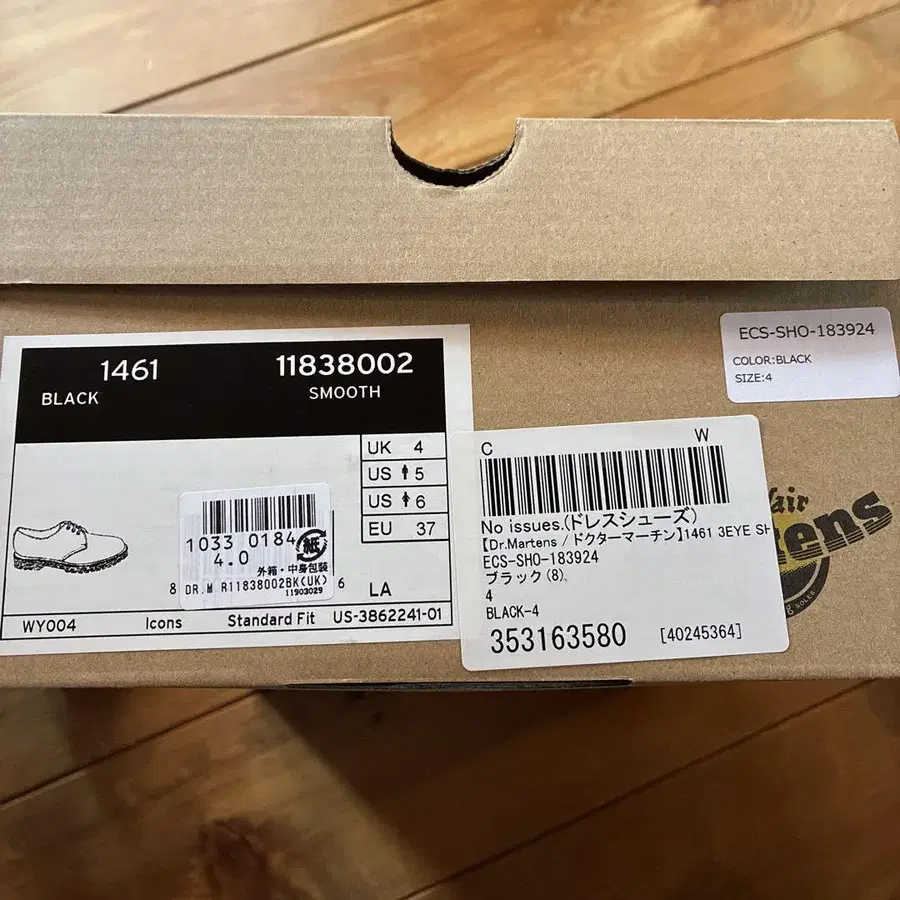 1461 11838002
BLACK SMOOTH
UK 4
US 5
US 6
EU 37
1033 0184
4.0
紙
外箱・中身包装
8 DR.M R11838002BK(UK) 6
11903029
LA
WY004 Icons Standard Fit US-3862241-01
ECS-SHO-183924
COLOR:BLACK
SIZE:4
C W
No issues.(ドレスシューズ)
【Dr.Martens / ドクターマーチン】1461 3EYE SH
ECS-SHO-183924
ブラック(8)
4
BLACK-4
353163580 [40245364]